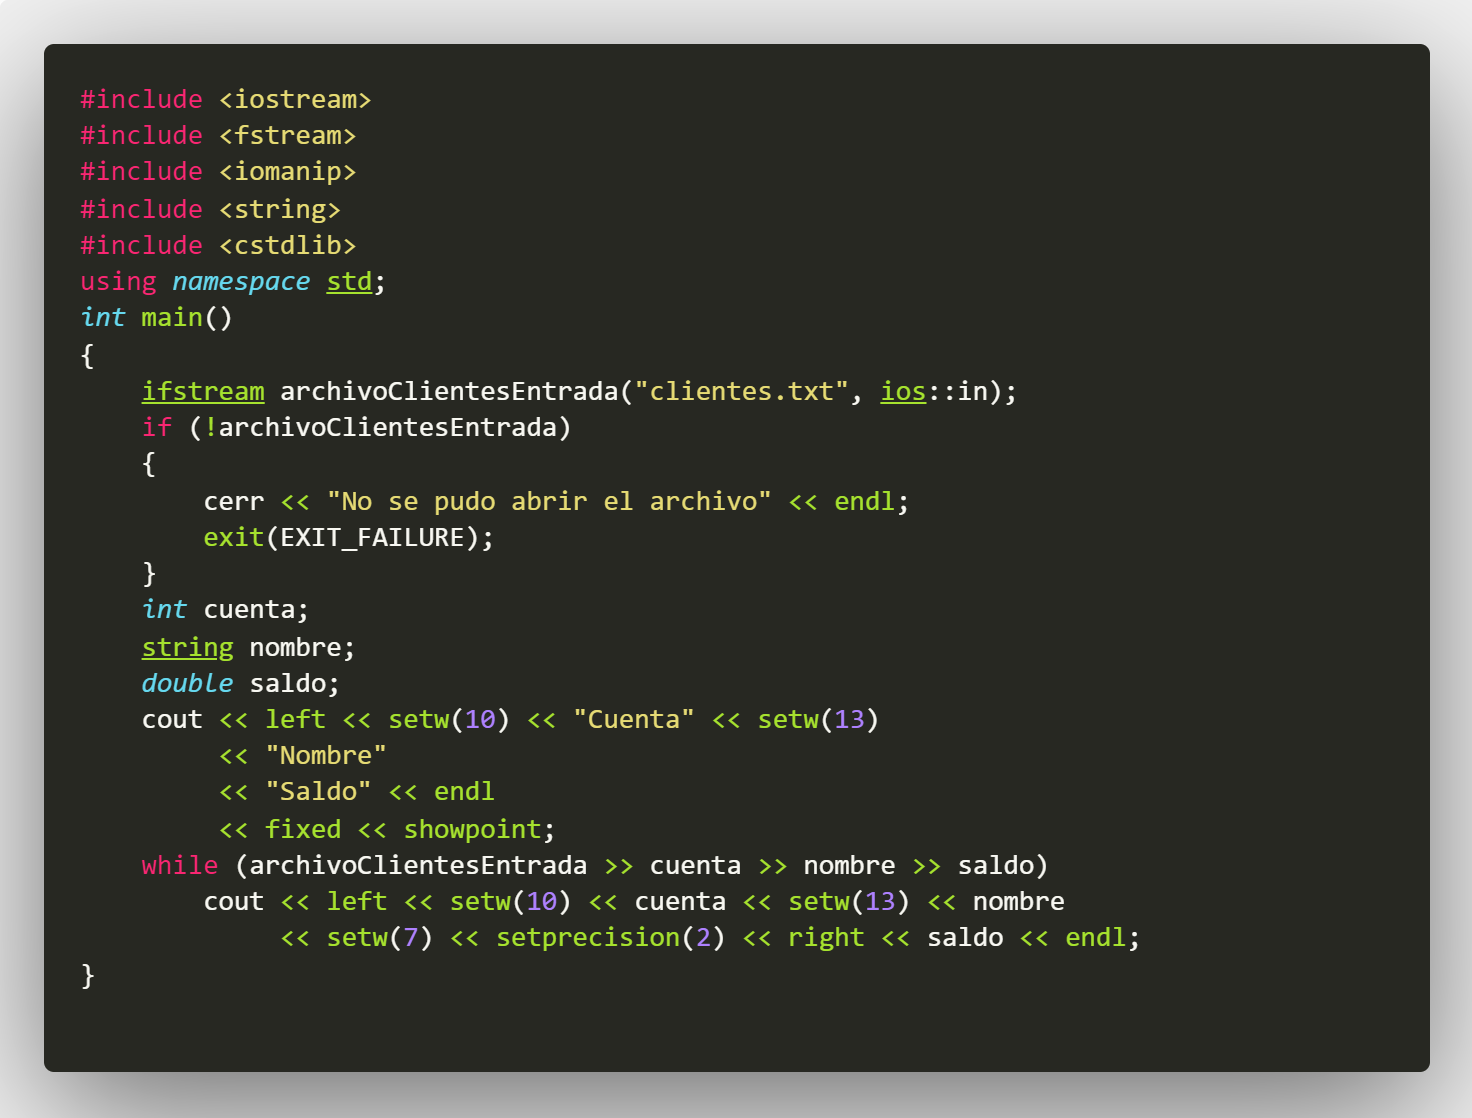 #include <iostream>
#include <fstream>
#include <iomanip>
#include <string>
#include <cstdlib>
using namespace std;
int main()
{
    ifstream archivoClientesEntrada("clientes.txt", ios::in);
    if (!archivoClientesEntrada)
    {
        cerr << "No se pudo abrir el archivo" << endl;
        exit(EXIT_FAILURE);
    }
    int cuenta;
    string nombre;
    double saldo;
    cout << left << setw(10) << "Cuenta" << setw(13)
         << "Nombre"
         << "Saldo" << endl
         << fixed << showpoint;
    while (archivoClientesEntrada >> cuenta >> nombre >> saldo)
        cout << left << setw(10) << cuenta << setw(13) << nombre
             << setw(7) << setprecision(2) << right << saldo << endl;
}